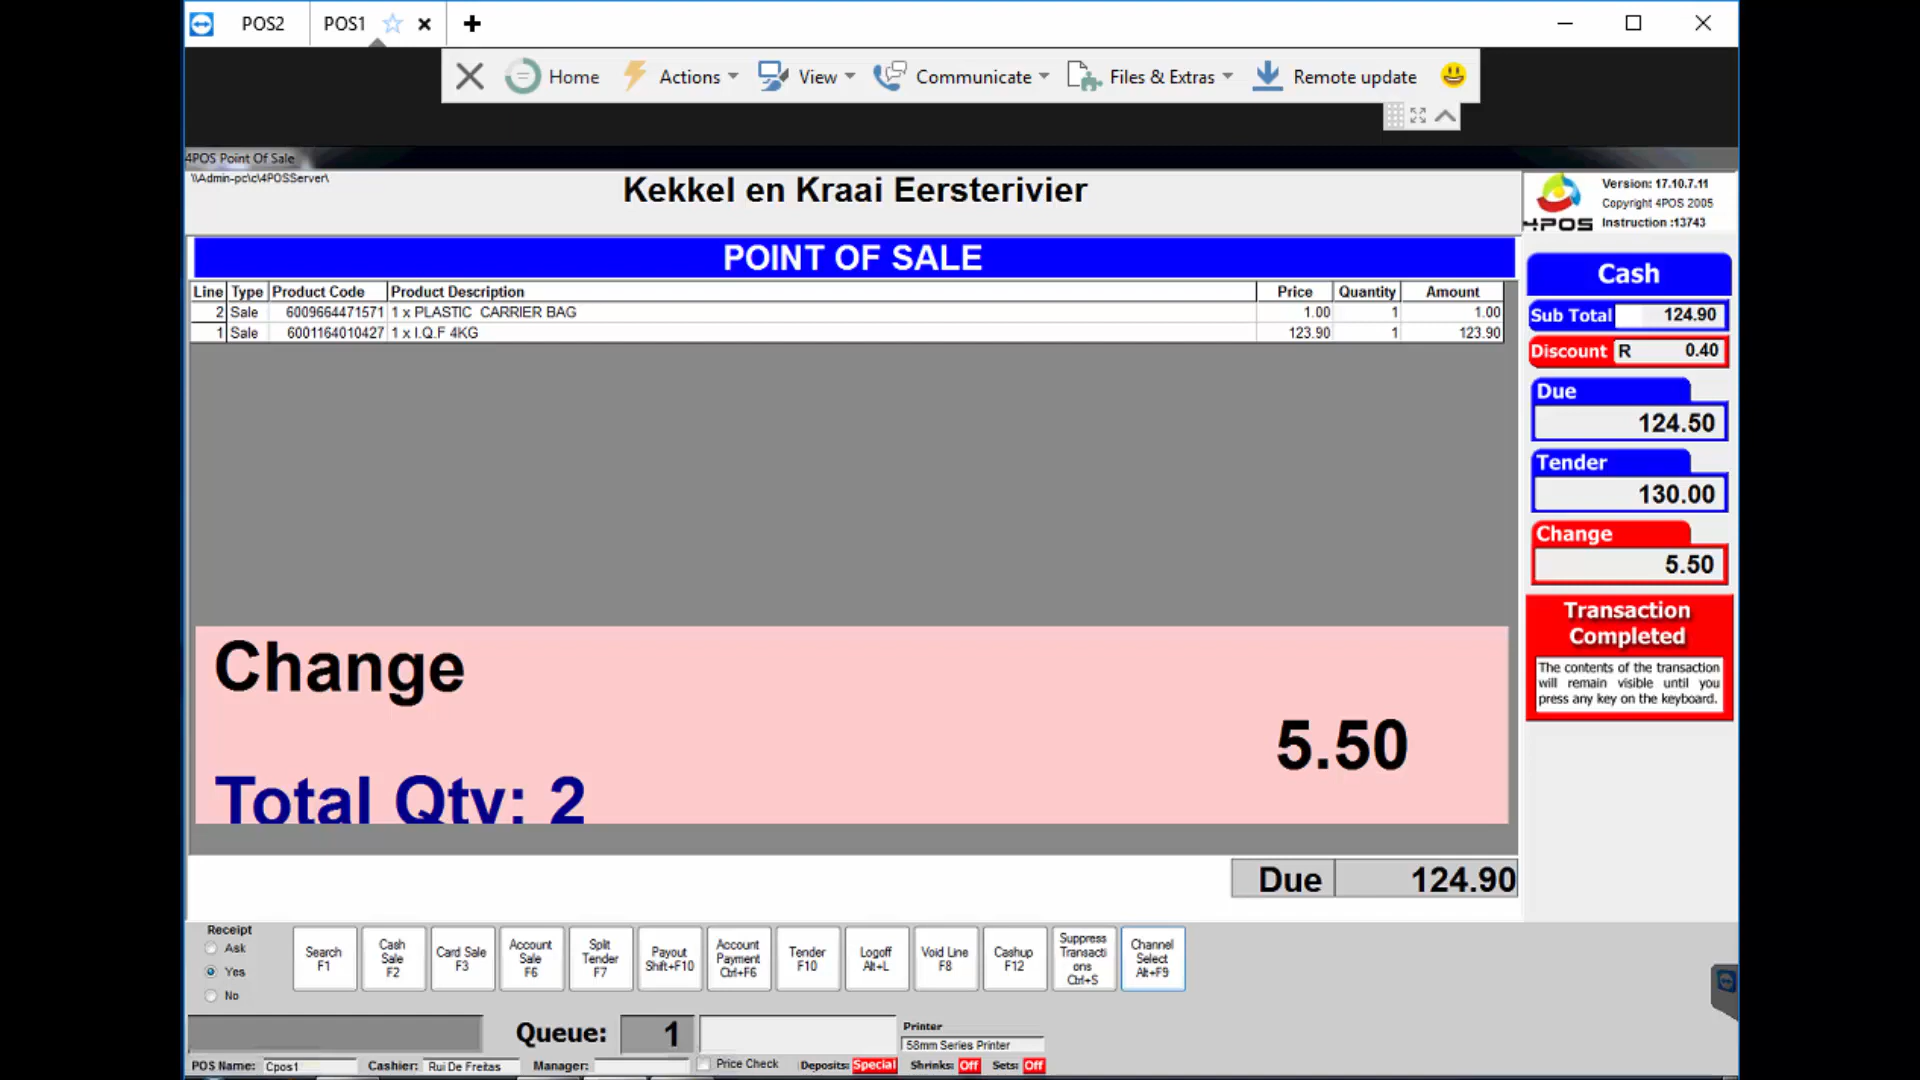 POS2 POS1
Home Actions View Communicate Files & Extras Remote update
4POS Point Of Sale
\\Admin-pc\c\4POSServer\
Kekkel en Kraai Eersterivier
4POS
Version: 17.10.7.11
Copyright 4POS 2005
Instruction :13743
POINT OF SALE
Line Type Product Code Product Description Price Quantity Amount
2 Sale 6009664471571 1 x PLASTIC CARRIER BAG 1.00 1 1.00
1 Sale 6001164010427 1 x I.Q.F 4KG 123.90 1 123.90
Cash
Sub Total 124.90
Discount R 0.40
Due
124.50
Tender
130.00
Change
5.50
Transaction
Completed
The contents of the transaction
will remain visible until you
press any key on the keyboard.
Change
5.50
Total Qty: 2
Due 124.90
Receipt
Ask
Yes
No
Search
F1
Cash
Sale
F2
Card Sale
F3
Account
Sale
F6
Split
Tender
F7
Payout
Shift+F10
Account
Payment
Ctrl+F6
Tender
F10
Logoff
Alt+L
Void Line
F8
Cashup
F12
Suppress
Transacti
ons
Ctrl+S
Channel
Select
Alt+F9
Queue: 1
Printer
58mm Series Printer
POS Name: Cpos1 Cashier: Rui De Freitas Manager: Price Check Deposits: Special Shrinks: Off Sets: Off